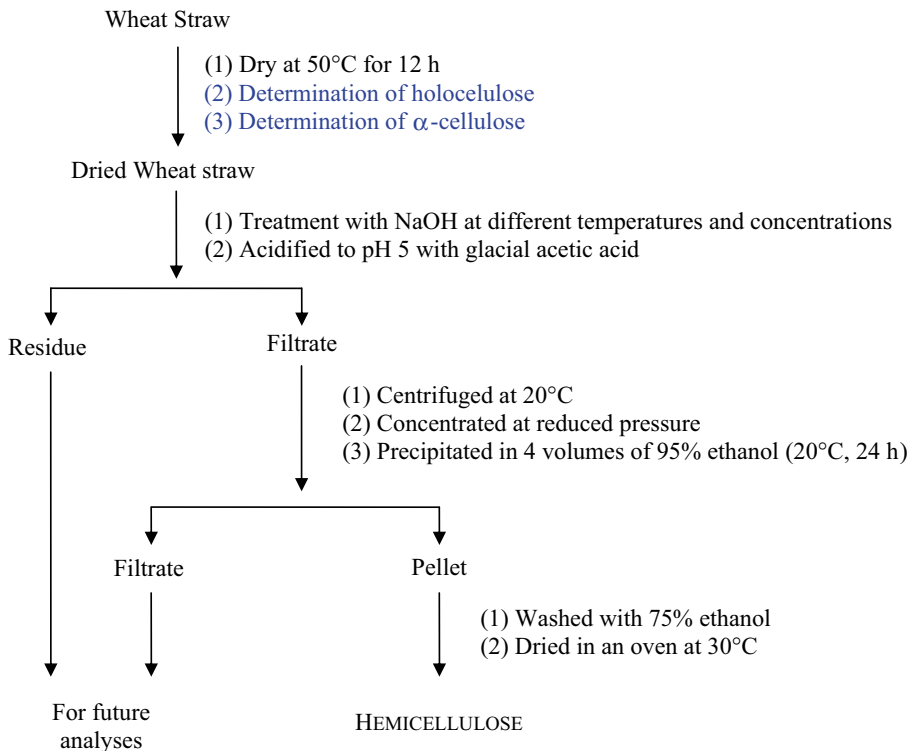 Wheat Straw
(1) Dry at 50°C for 12 h
(2) Determination of holocelulose
(3) Determination of α-cellulose
Dried Wheat straw
(1) Treatment with NaOH at different temperatures and concentrations
(2) Acidified to pH 5 with glacial acetic acid
Residue
Filtrate
(1) Centrifuged at 20°C
(2) Concentrated at reduced pressure
(3) Precipitated in 4 volumes of 95% ethanol (20°C, 24 h)
Filtrate
Pellet
(1) Washed with 75% ethanol
(2) Dried in an oven at 30°C
For future
analyses
HEMICELLULOSE